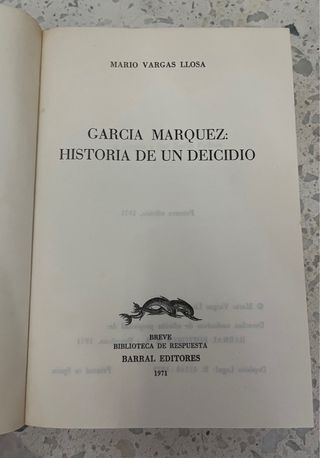 MARIO VARGAS LLOSA
GARCIA MARQUEZ:
HISTORIA DE UN DEICIDIO
BREVE
BIBLIOTECA DE RESPUESTA
BARRAL EDITORES
1971